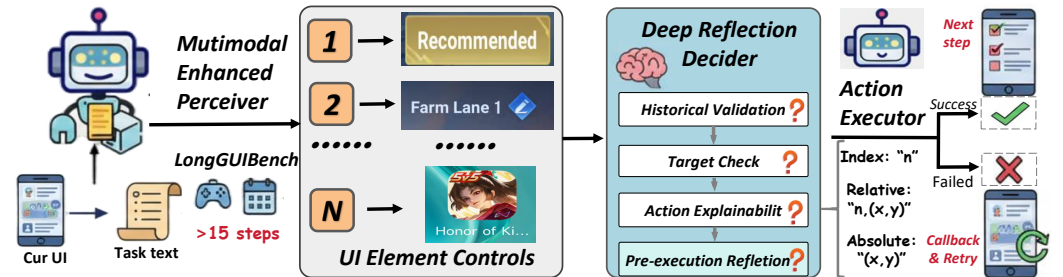 Mutimodal
Enhanced
Perceiver
LongGUIBench
>15 steps
Cur UI
Task text
1
Recommended
2
Farm Lane 1
......
......
N
5v5
Honor of Ki...
UI Element Controls
Deep Reflection
Decider
Historical Validation ?
Target Check ?
Action Explainabilit ?
Pre-execution Refletion ?
Action
Executor
Index: “n”
Relative:
“n,(x,y)”
Absolute:
“(x,y)”
Next
step
Success
Failed
Callback
& Retry